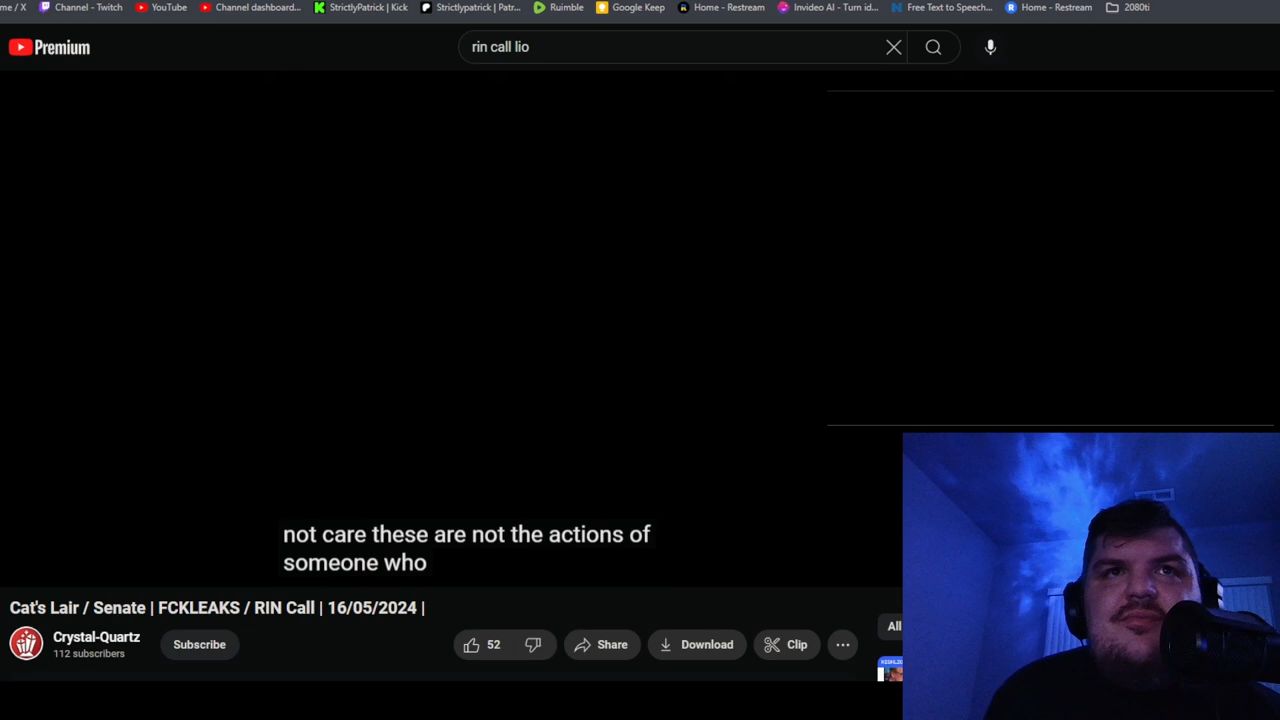 me / X Channel - Twitch YouTube Channel dashboard... StrictlyPatrick | Kick Strictlypatrick | Patr... Rumble Google Keep Home - Restream Invideo AI - Turn id... Free Text to Speech... Home - Restream 2080ti
Premium
rin call lio
not care these are not the actions of
someone who
Cat's Lair / Senate | FCKLEAKS / RIN Call | 16/05/2024 |
Crystal-Quartz
112 subscribers
Subscribe
52
Share
Download
Clip
All